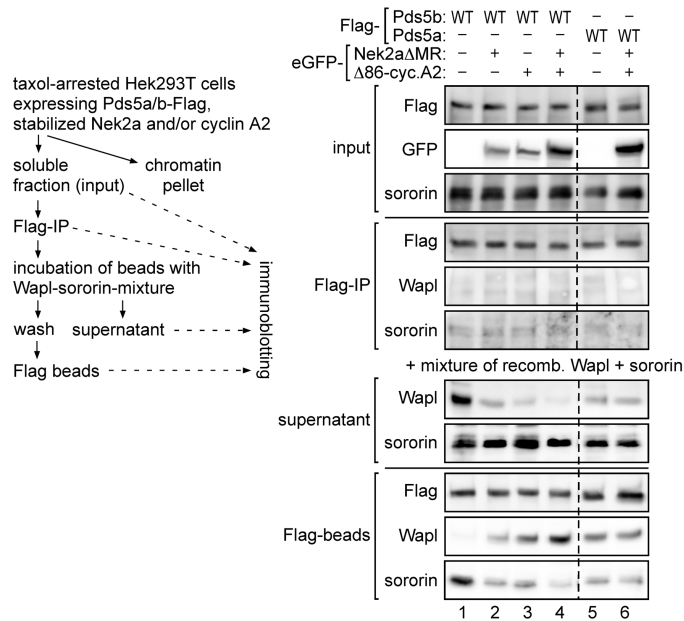 Flag- Pds5b: WT WT WT WT – –
Pds5a: – – – – WT WT
eGFP- Nek2aΔMR: – + – + – +
Δ86-cyc.A2: – – + + – +
taxol-arrested Hek293T cells
expressing Pds5a/b-Flag,
stabilized Nek2a and/or cyclin A2
soluble
fraction (input)
chromatin
pellet
Flag-IP
incubation of beads with
Wapl-sororin-mixture
wash
supernatant
Flag beads
immunoblotting
input
Flag
GFP
sororin
Flag-IP
Flag
Wapl
sororin
+ mixture of recomb. Wapl + sororin
supernatant
Wapl
sororin
Flag-beads
Flag
Wapl
sororin
1 2 3 4 5 6